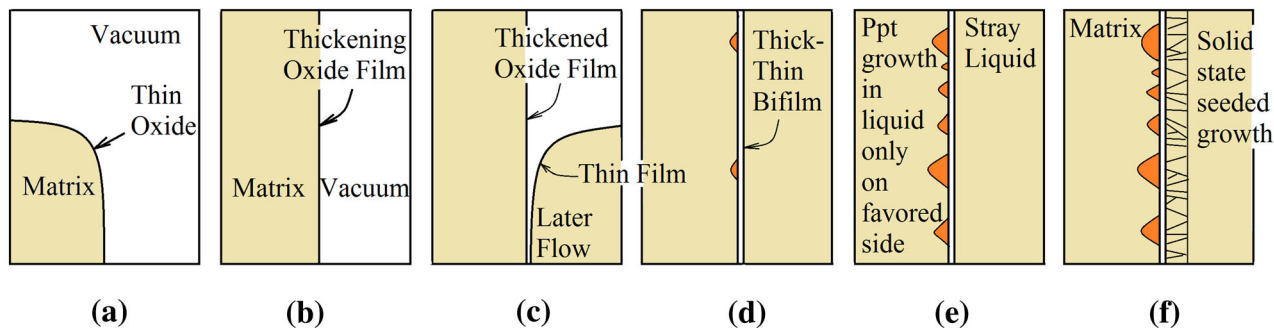 Vacuum
Thin
Oxide
Matrix
(a)
Thickening
Oxide Film
Matrix
Vacuum
(b)
Thickened
Oxide Film
Thin Film
Later
Flow
(c)
Thick-
Thin
Bifilm
(d)
Ppt
growth
in
liquid
only
on
favored
side
Stray
Liquid
(e)
Matrix
Solid
state
seeded
growth
(f)